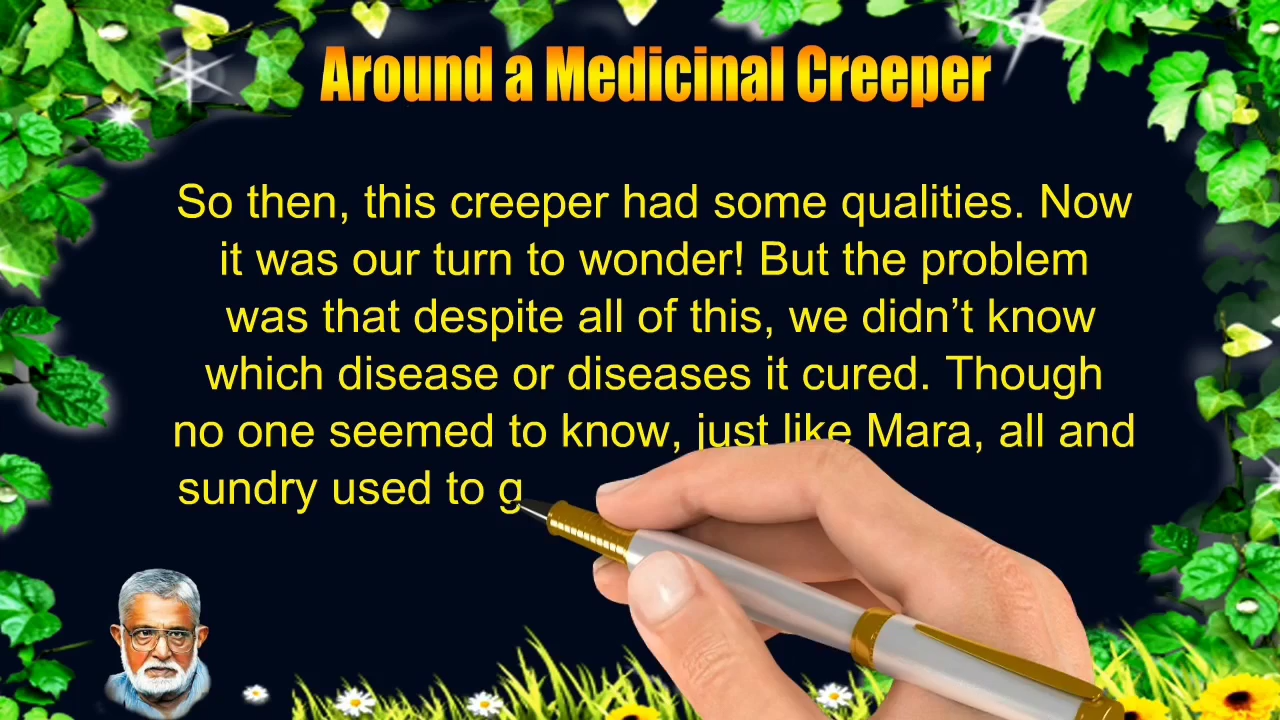 Around a Medicinal Creeper
So then, this creeper had some qualities. Now
it was our turn to wonder! But the problem
was that despite all of this, we didn’t know
which disease or diseases it cured. Though
no one seemed to know, just like Mara, all and
sundry used to g